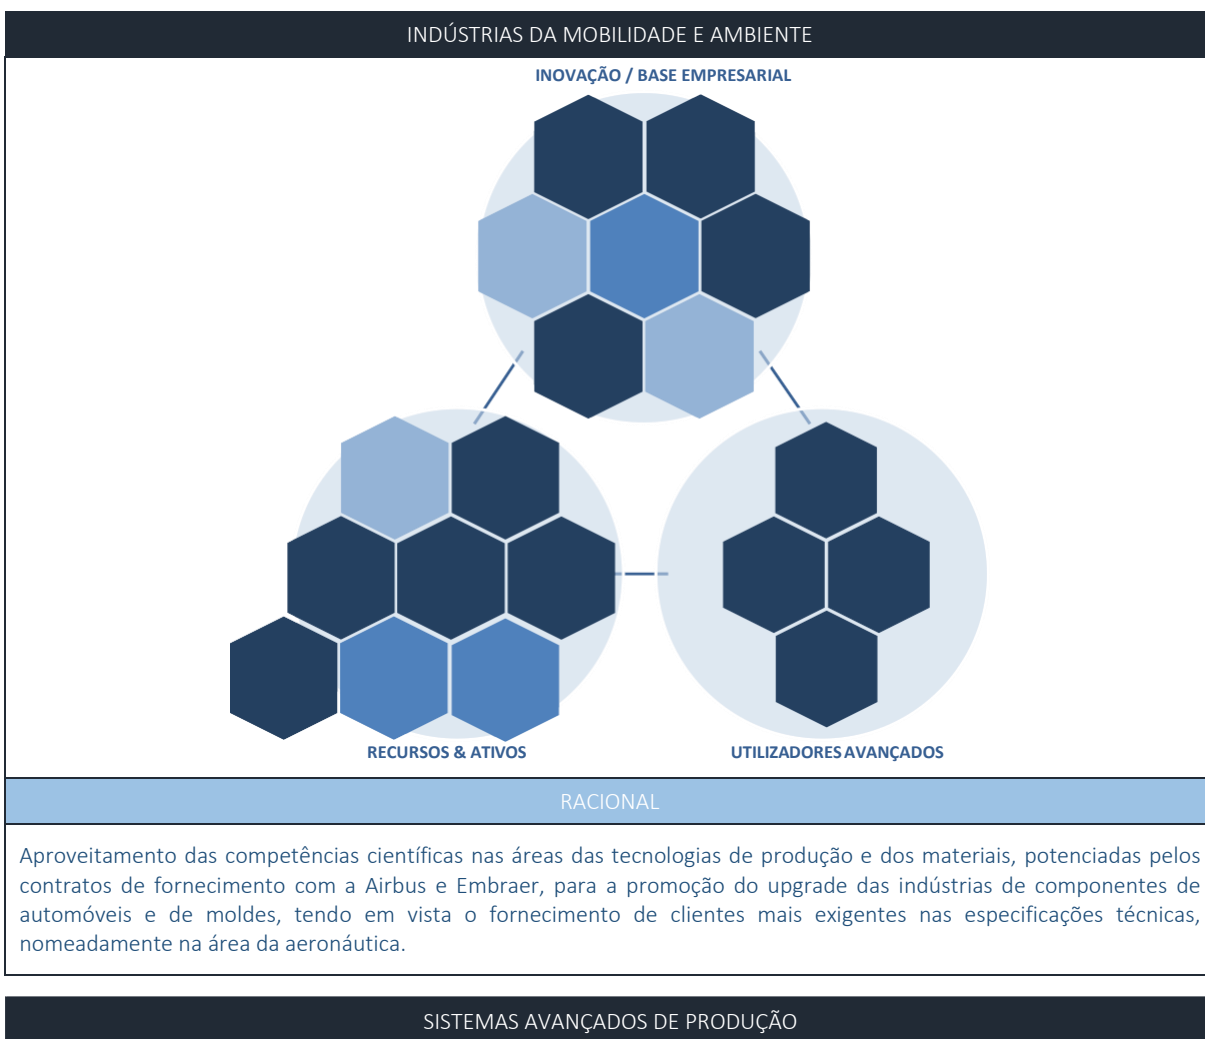 INDÚSTRIAS DA MOBILIDADE E AMBIENTE
INOVAÇÃO / BASE EMPRESARIAL
RECURSOS & ATIVOS
UTILIZADORES AVANÇADOS
RACIONAL
Aproveitamento das competências científicas nas áreas das tecnologias de produção e dos materiais, potenciadas pelos
contratos de fornecimento com a Airbus e Embraer, para a promoção do upgrade das indústrias de componentes de
automóveis e de moldes, tendo em vista o fornecimento de clientes mais exigentes nas especificações técnicas,
nomeadamente na área da aeronáutica.
SISTEMAS AVANÇADOS DE PRODUÇÃO